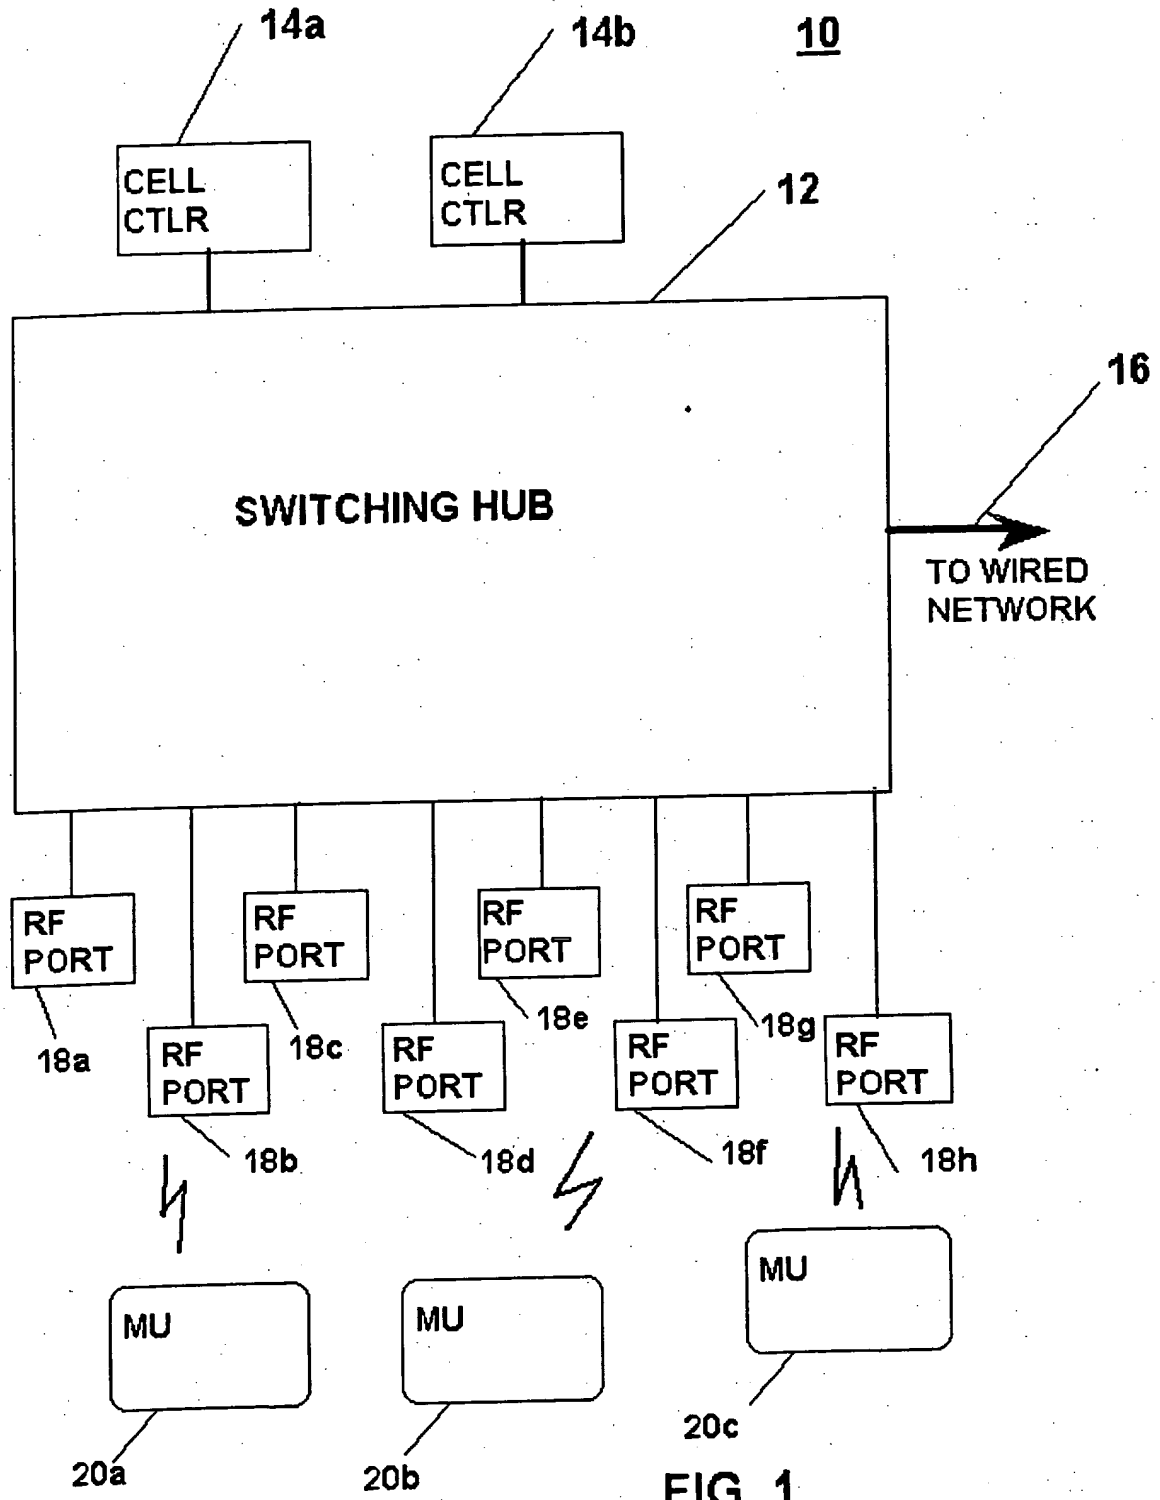 14a
14b
10
CELL
CTLR
CELL
CTLR
12
16
SWITCHING HUB
TO WIRED
NETWORK
RF
PORT
RF
PORT
RF
PORT
RF
PORT
18a
18c
18e
18g
RF
PORT
RF
PORT
RF
PORT
RF
PORT
18b
18d
18f
18h
MU
MU
MU
20a
20b
20c
FIG. 1